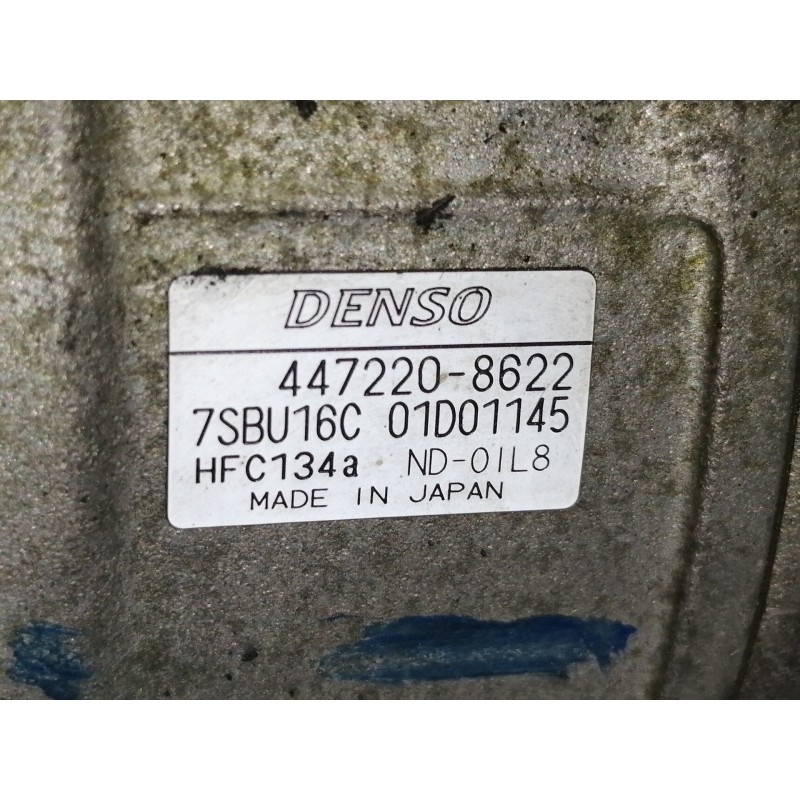 DENSO
447220-8622
7SBU16C 01D01145
HFC134a ND-OIL8
MADE IN JAPAN